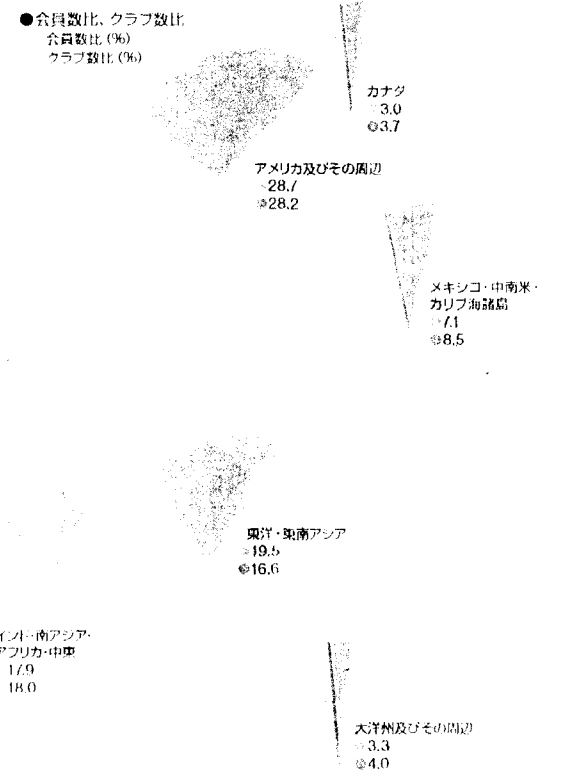 ●会員数比、クラブ数比
会員数比 (%)
クラブ数比 (%)
カナダ
3.0
3.7
アメリカ及びその周辺
28.7
28.2
メキシコ・中南米・
カリブ海諸島
7.1
8.5
東洋・東南アジア
19.5
16.6
インド・南アジア・
アフリカ・中東
17.9
18.0
大洋州及びその周辺
3.3
4.0